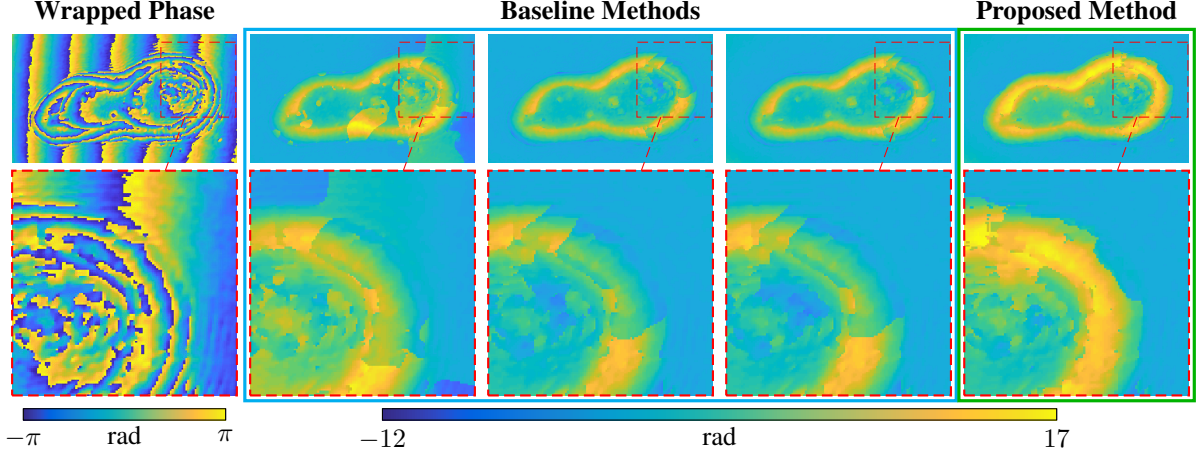 Wrapped Phase
Baseline Methods
Proposed Method
−π rad π
−12 rad 17